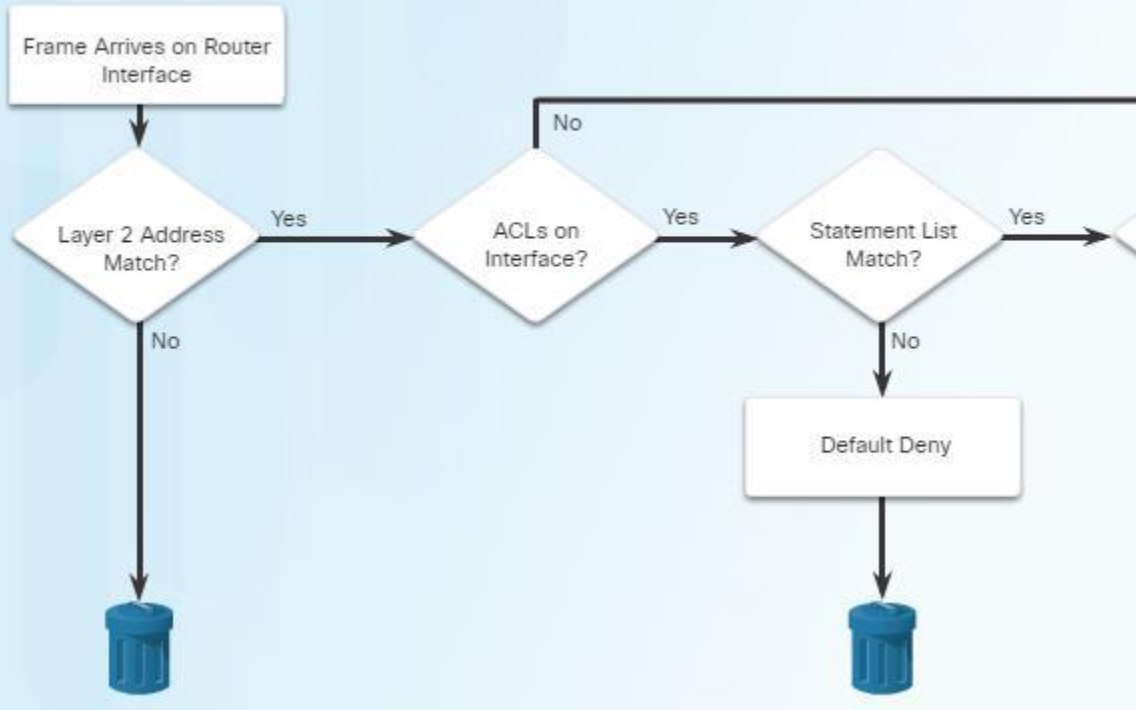 Frame Arrives on Router
Interface
No
Layer 2 Address
Match?
Yes
ACLs on
Interface?
Yes
Statement List
Match?
Yes
No
No
Default Deny